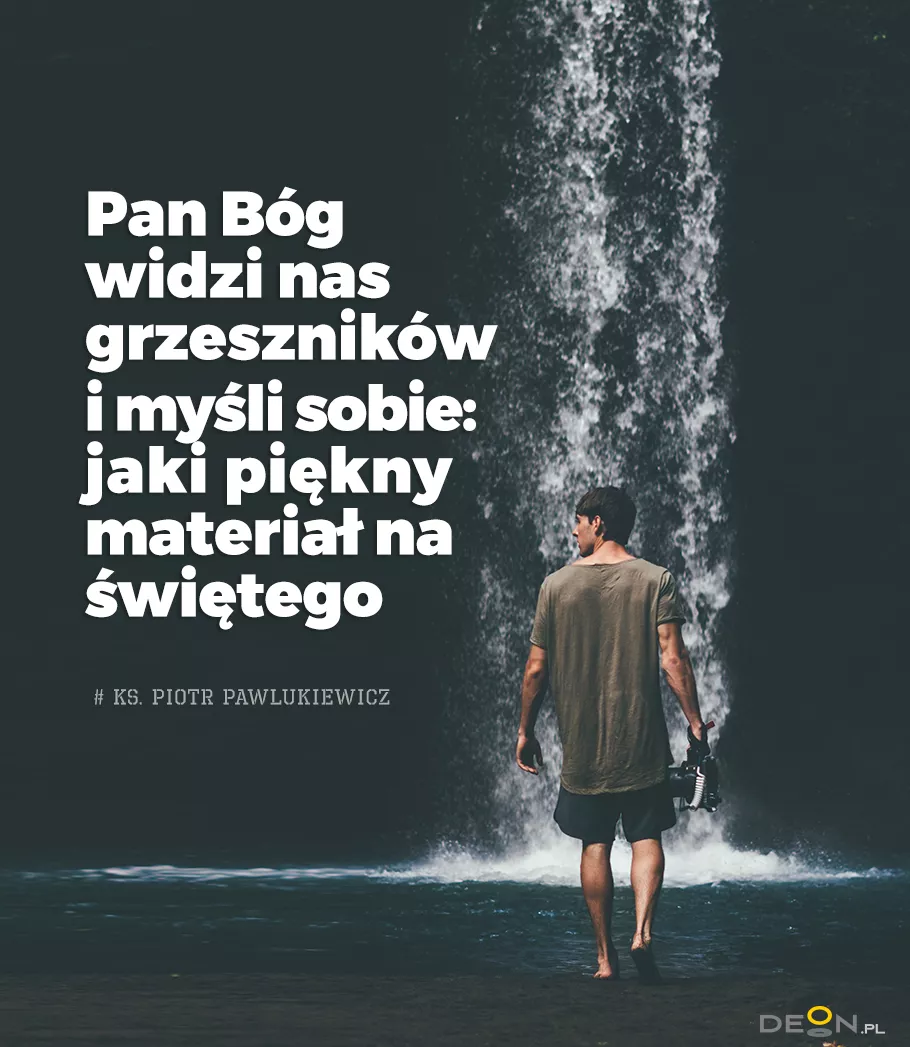 Pan Bóg
widzi nas
grzeszników
i myśli sobie:
jaki piękny
materiał na
świętego
# KS. PIOTR PAWLUKIEWICZ
DEON.PL